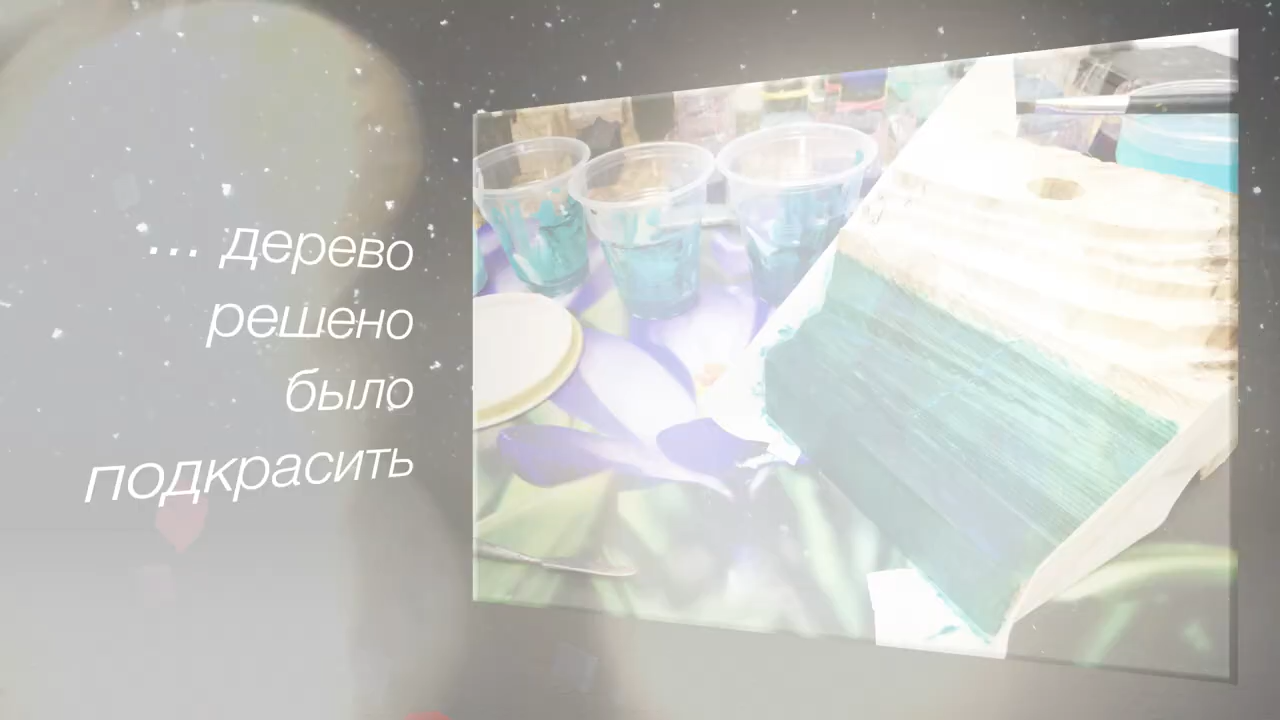 ... дерево
решено
было
подкрасить